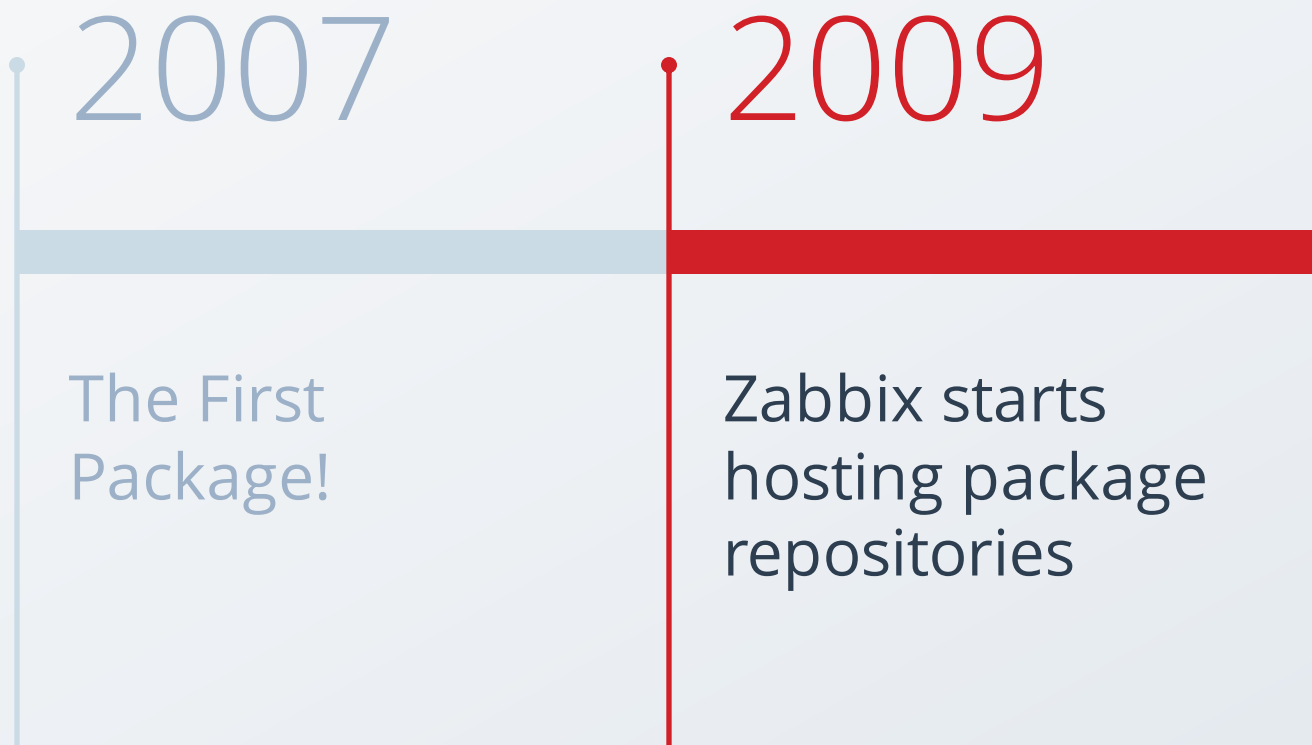 2007
2009
The First
Package!
Zabbix starts
hosting package
repositories